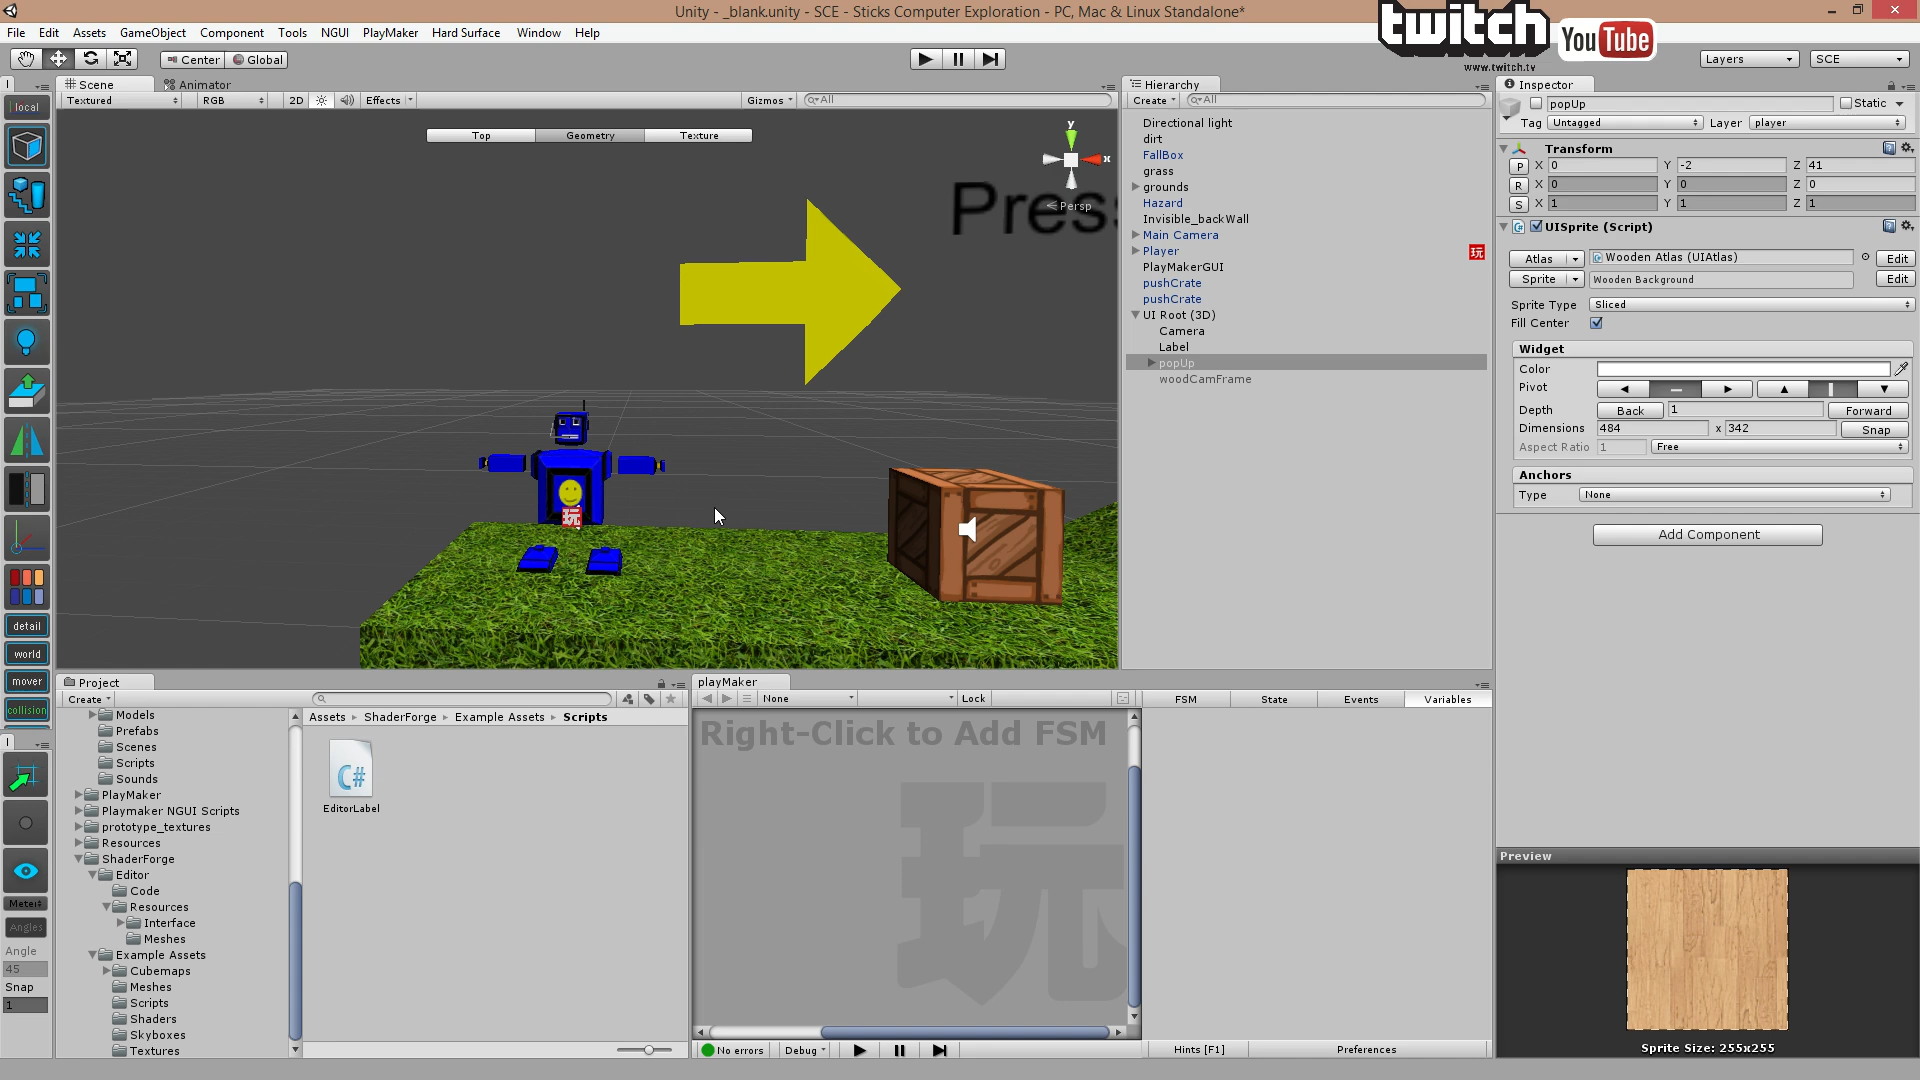 Unity - _blank.unity - SCE - Sticks Computer Exploration - PC, Mac & Linux Standalone*
File Edit Assets GameObject Component Tools NGUI PlayMaker Hard Surface Window Help
twitch
www.twitch.tv
You Tube
Center Global
Layers SCE
Scene Animator
Textured RGB 2D Effects Gizmos All
Top Geometry Texture
y
x
Persp
Press
玩
local
detail
world
mover
collision
Angles
Angle
45
Snap
1
Hierarchy
Create All
Directional light
dirt
FallBox
grass
grounds
Hazard
Invisible_backWall
Main Camera
Player
玩
PlayMakerGUI
pushCrate
pushCrate
UI Root (3D)
Camera
Label
popUp
woodCamFrame
Inspector
popUp Static
Tag Untagged Layer player
Transform
P X 0 Y -2 Z 41
R X 0 Y 0 Z 0
S X 1 Y 1 Z 1
UISprite (Script)
Atlas Wooden Atlas (UIAtlas) Edit
Sprite Wooden Background Edit
Sprite Type Sliced
Fill Center
Widget
Color
Pivot
Depth Back 1 Forward
Dimensions 484 x 342 Snap
Aspect Ratio 1 Free
Anchors
Type None
Add Component
Preview
Sprite Size: 255x255
Project
Create
Models
Prefabs
Scenes
Scripts
Sounds
PlayMaker
Playmaker NGUI Scripts
prototype_textures
Resources
ShaderForge
Editor
Code
Resources
Interface
Meshes
Example Assets
Cubemaps
Meshes
Scripts
Shaders
Skyboxes
Textures
Assets ShaderForge Example Assets Scripts
C#
EditorLabel
playMaker
None Lock
FSM State Events Variables
Right-Click to Add FSM
玩
No errors Debug
Hints [F1] Preferences